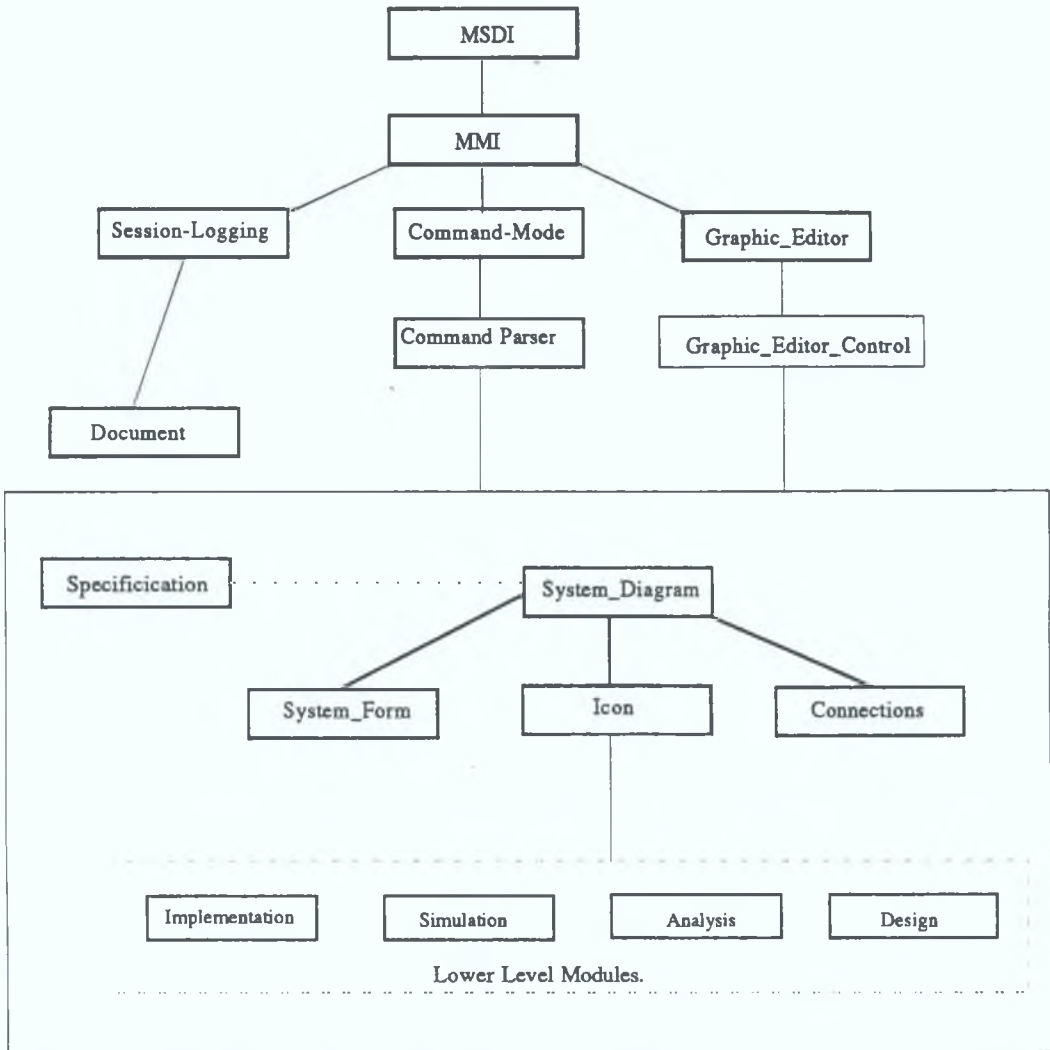 MSDI
MMI
Session-Logging
Command-Mode
Graphic_Editor
Command Parser
Graphic_Editor_Control
Document
Specificication
System_Diagram
System_Form
Icon
Connections
Implementation
Simulation
Analysis
Design
Lower Level Modules.